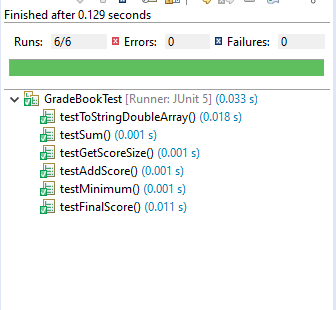 Finished after 0.129 seconds
Runs: 6/6 Errors: 0 Failures: 0
GradeBookTest [Runner: JUnit 5] (0.033 s)
testToStringDoubleArray() (0.018 s)
testSum() (0.001 s)
testGetScoreSize() (0.001 s)
testAddScore() (0.001 s)
testMinimum() (0.001 s)
testFinalScore() (0.011 s)